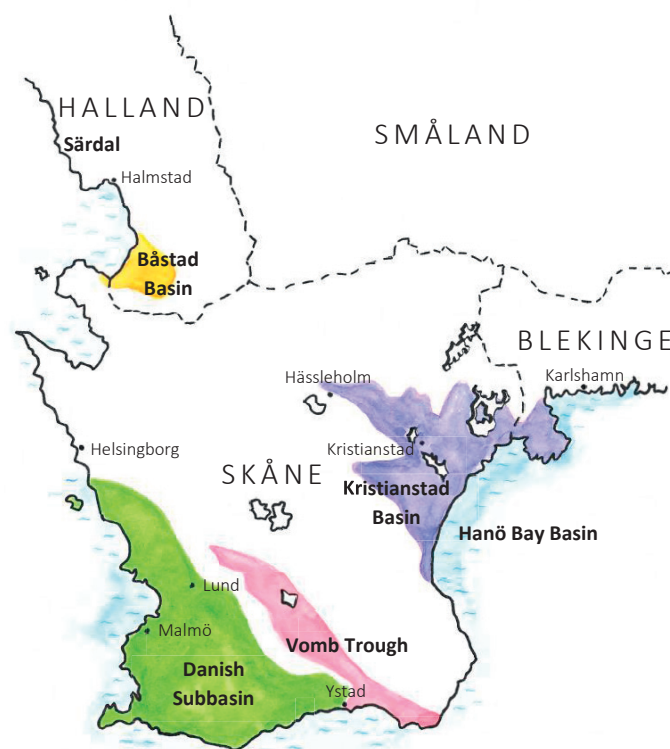 HALLAND
SMÅLAND
Särdal
Halmstad
Båstad
Basin
BLEKINGE
Hässleholm
Karlshamn
Helsingborg
Kristianstad
SKÅNE
Kristianstad
Basin
Hanö Bay Basin
Lund
Malmö
Vomb Trough
Danish
Subbasin
Ystad